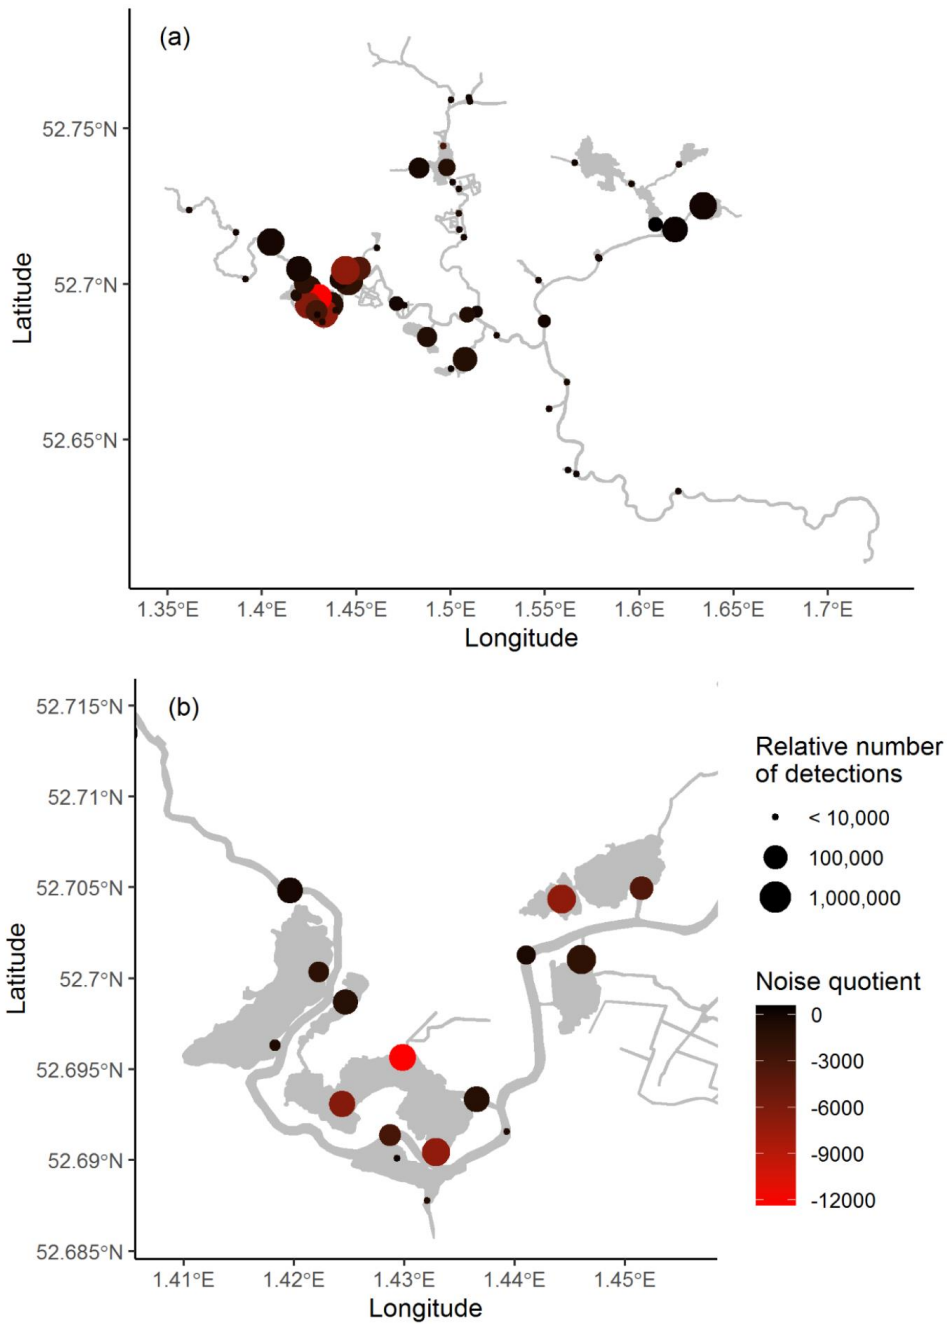 (a)
52.75°N
52.7°N
52.65°N
Latitude
1.35°E 1.4°E 1.45°E 1.5°E 1.55°E 1.6°E 1.65°E 1.7°E
Longitude
(b)
52.715°N
52.71°N
52.705°N
52.7°N
52.695°N
52.69°N
52.685°N
Latitude
1.41°E 1.42°E 1.43°E 1.44°E 1.45°E
Longitude
Relative number
of detections
< 10,000
100,000
1,000,000
Noise quotient
0
-3000
-6000
-9000
-12000